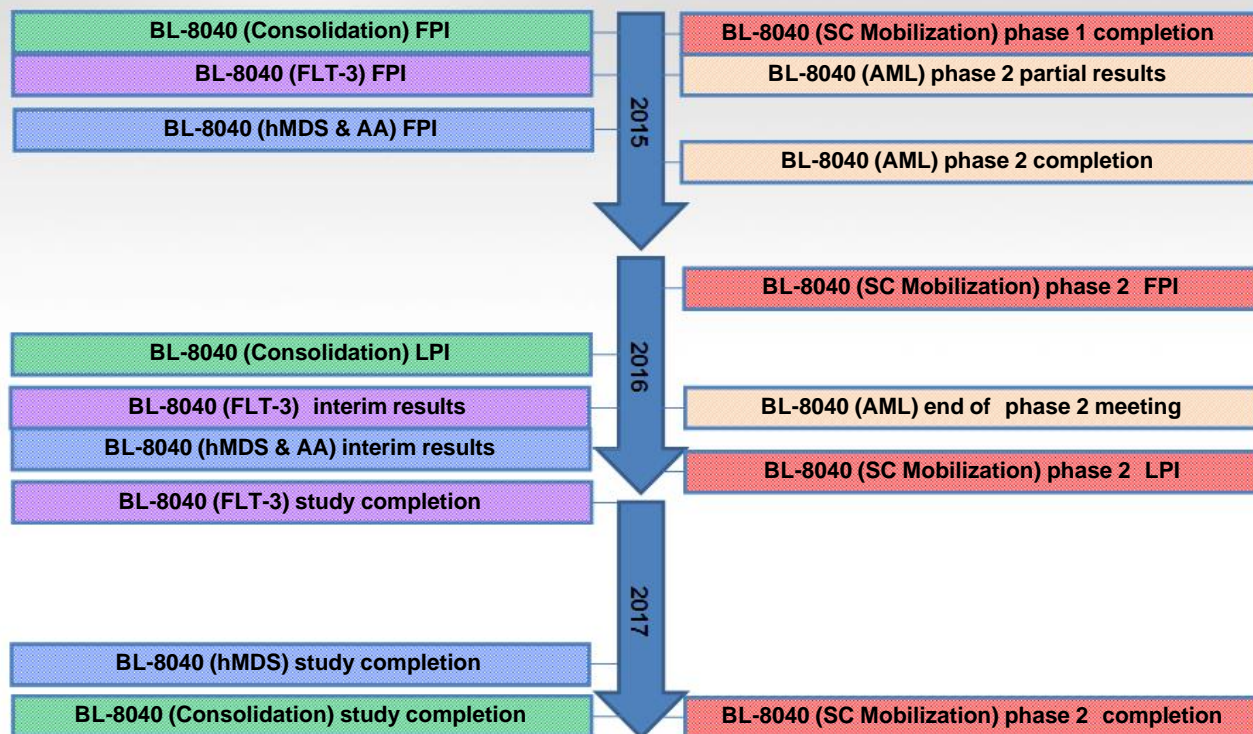 BL-8040 (Consolidation) FPI
BL-8040 (SC Mobilization) phase 1 completion
BL-8040 (FLT-3) FPI
BL-8040 (AML) phase 2 partial results
BL-8040 (hMDS & AA) FPI
2015
BL-8040 (AML) phase 2 completion
BL-8040 (SC Mobilization) phase 2 FPI
BL-8040 (Consolidation) LPI
2016
BL-8040 (FLT-3) interim results
BL-8040 (AML) end of phase 2 meeting
BL-8040 (hMDS & AA) interim results
BL-8040 (SC Mobilization) phase 2 LPI
BL-8040 (FLT-3) study completion
2017
BL-8040 (hMDS) study completion
BL-8040 (Consolidation) study completion
BL-8040 (SC Mobilization) phase 2 completion